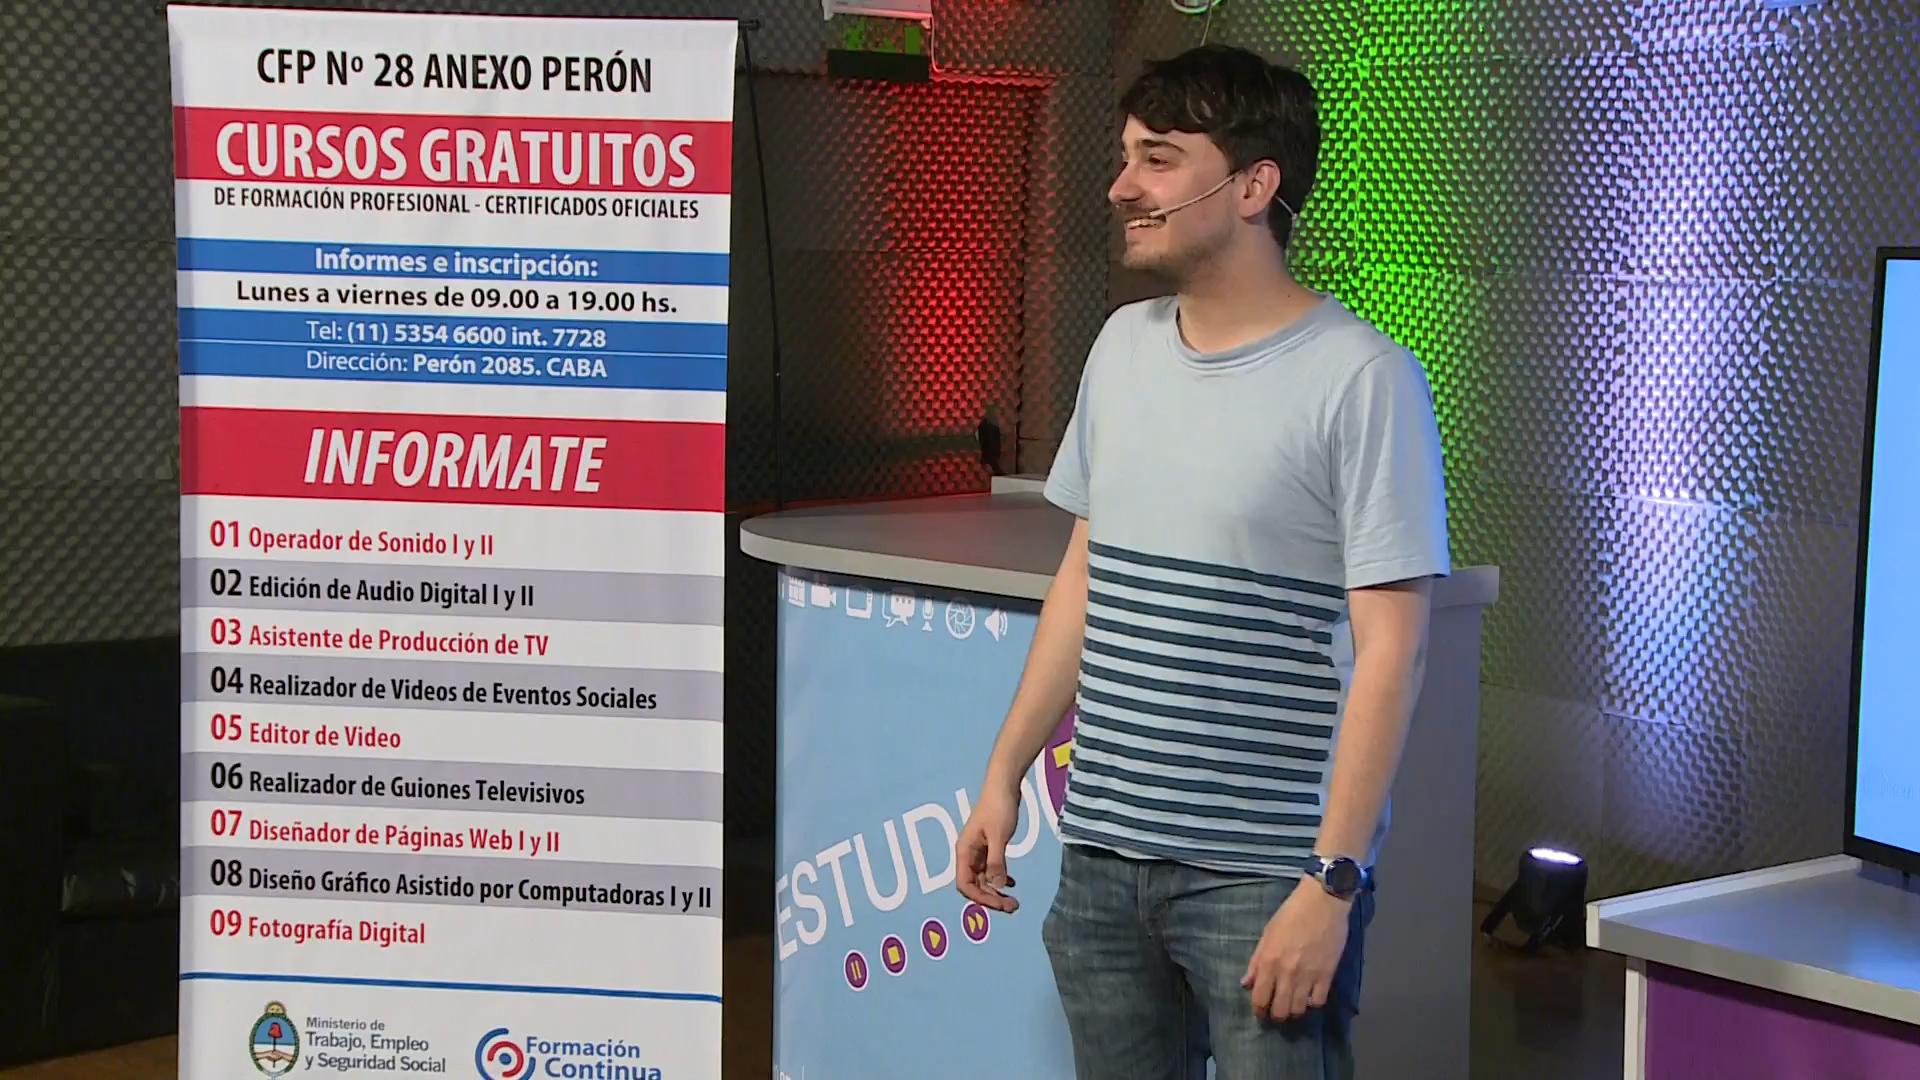 CFP Nº 28 ANEXO PERÓN
CURSOS GRATUITOS
DE FORMACIÓN PROFESIONAL - CERTIFICADOS OFICIALES
Informes e inscripción:
Lunes a viernes de 09.00 a 19.00 hs.
Tel: (11) 5354 6600 int. 7728
Dirección: Perón 2085. CABA
INFORMATE
01 Operador de Sonido I y II
02 Edición de Audio Digital I y II
03 Asistente de Producción de TV
04 Realizador de Videos de Eventos Sociales
05 Editor de Video
06 Realizador de Guiones Televisivos
07 Diseñador de Páginas Web I y II
08 Diseño Gráfico Asistido por Computadoras I y II
09 Fotografía Digital
Ministerio de
Trabajo, Empleo
y Seguridad Social
Formación
Continua
ESTUDIO